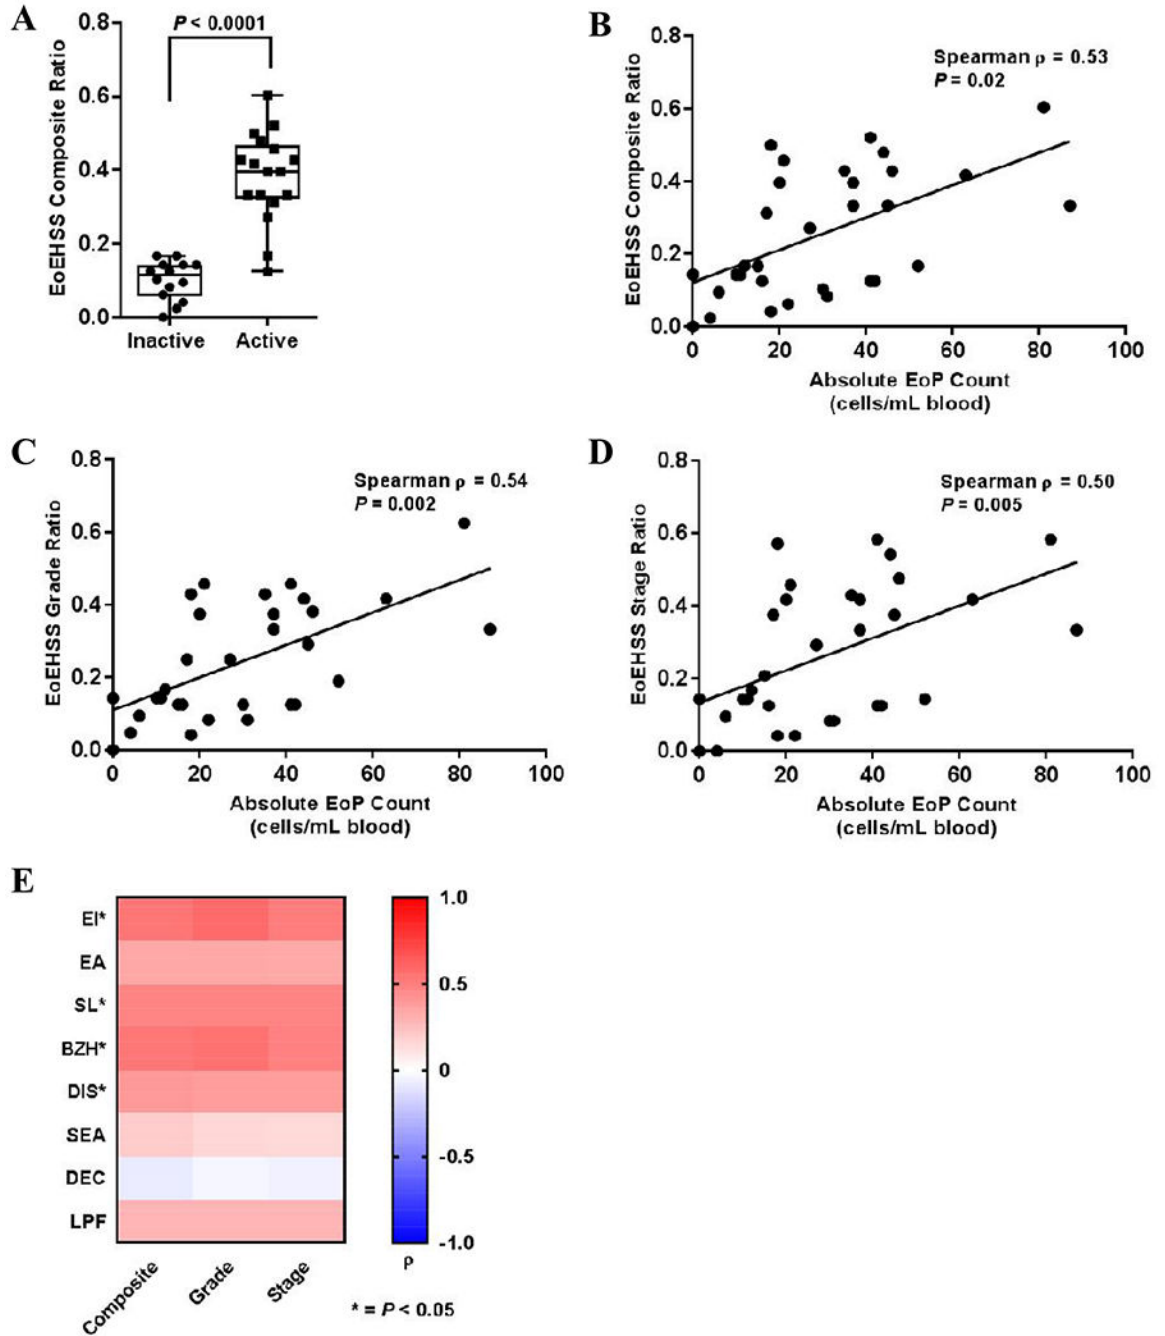 A
P < 0.0001
EoEHSS Composite Ratio
0.8
0.6
0.4
0.2
0.0
Inactive Active
B
Spearman ρ = 0.53
P = 0.02
EoEHSS Composite Ratio
0.8
0.6
0.4
0.2
0.0
0 20 40 60 80 100
Absolute EoP Count
(cells/mL blood)
C
Spearman ρ = 0.54
P = 0.002
EoEHSS Grade Ratio
0.8
0.6
0.4
0.2
0.0
0 20 40 60 80 100
Absolute EoP Count
(cells/mL blood)
D
Spearman ρ = 0.50
P = 0.005
EoEHSS Stage Ratio
0.8
0.6
0.4
0.2
0.0
0 20 40 60 80 100
Absolute EoP Count
(cells/mL blood)
E
EI*
EA
SL*
BZH*
DIS*
SEA
DEC
LPF
Composite Grade Stage
1.0
0.5
0
-0.5
-1.0
ρ
* = P < 0.05